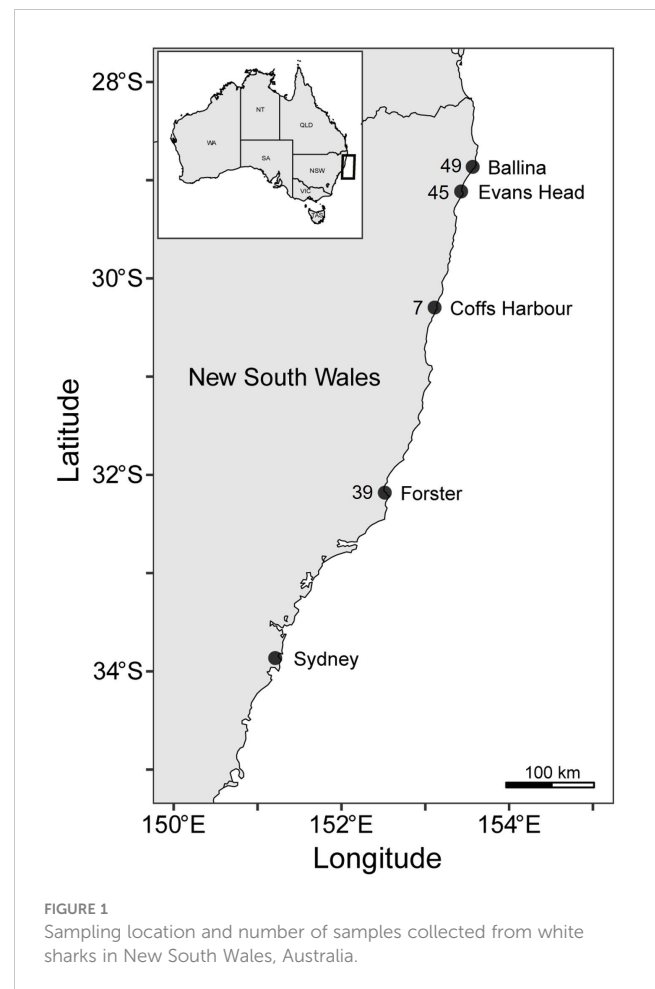 28°S
30°S
32°S
34°S
Latitude
NT
QLD
WA
SA
NSW
VIC
TAS
49 Ballina
45 Evans Head
7 Coffs Harbour
New South Wales
39 Forster
Sydney
100 km
150°E 152°E 154°E
Longitude
FIGURE 1
Sampling location and number of samples collected from white
sharks in New South Wales, Australia.